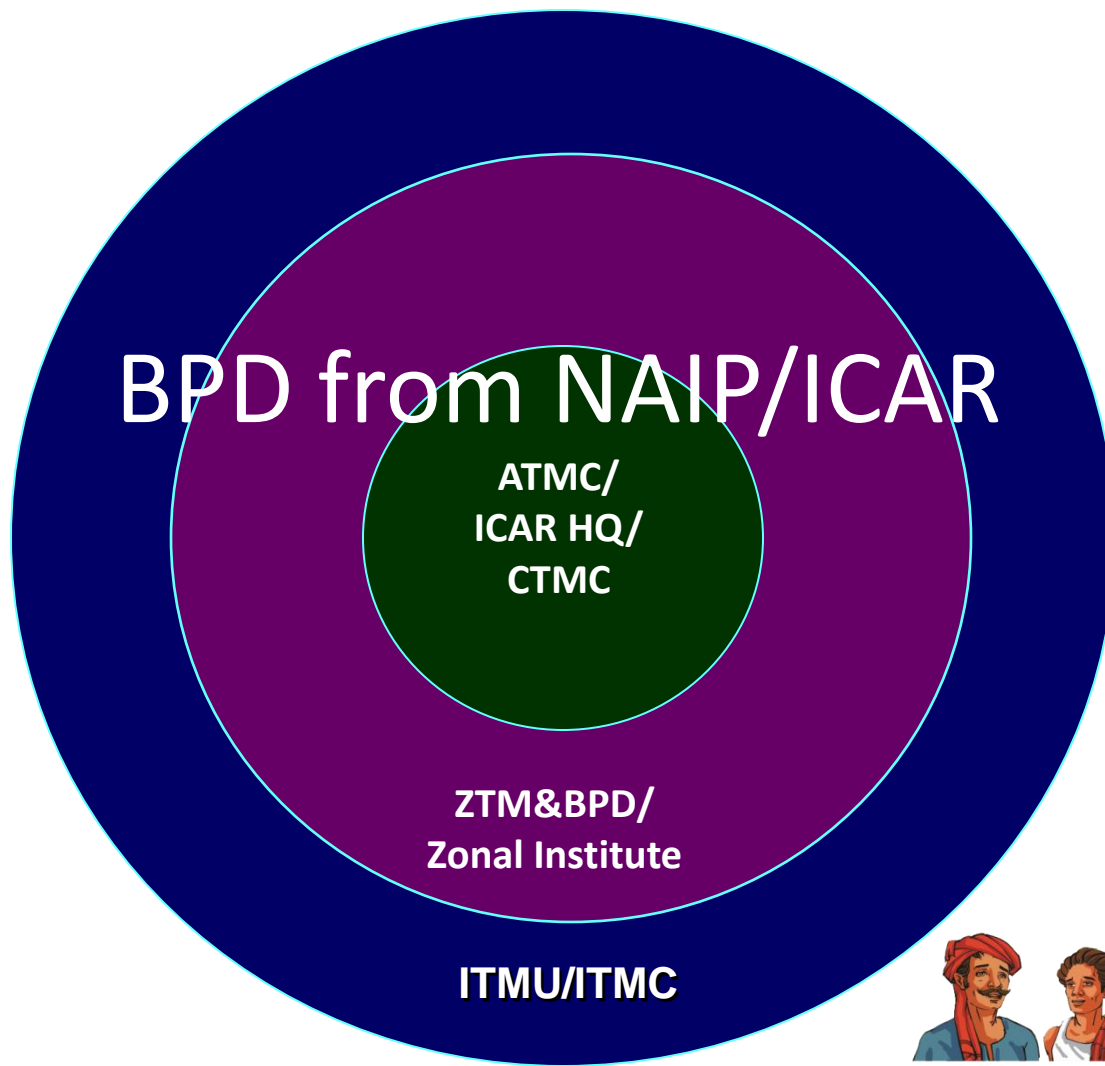 BPD from NAIP/ICAR
ATMC/
ICAR HQ/
CTMC
ZTM&BPD/
Zonal Institute
ITMU/ITMC